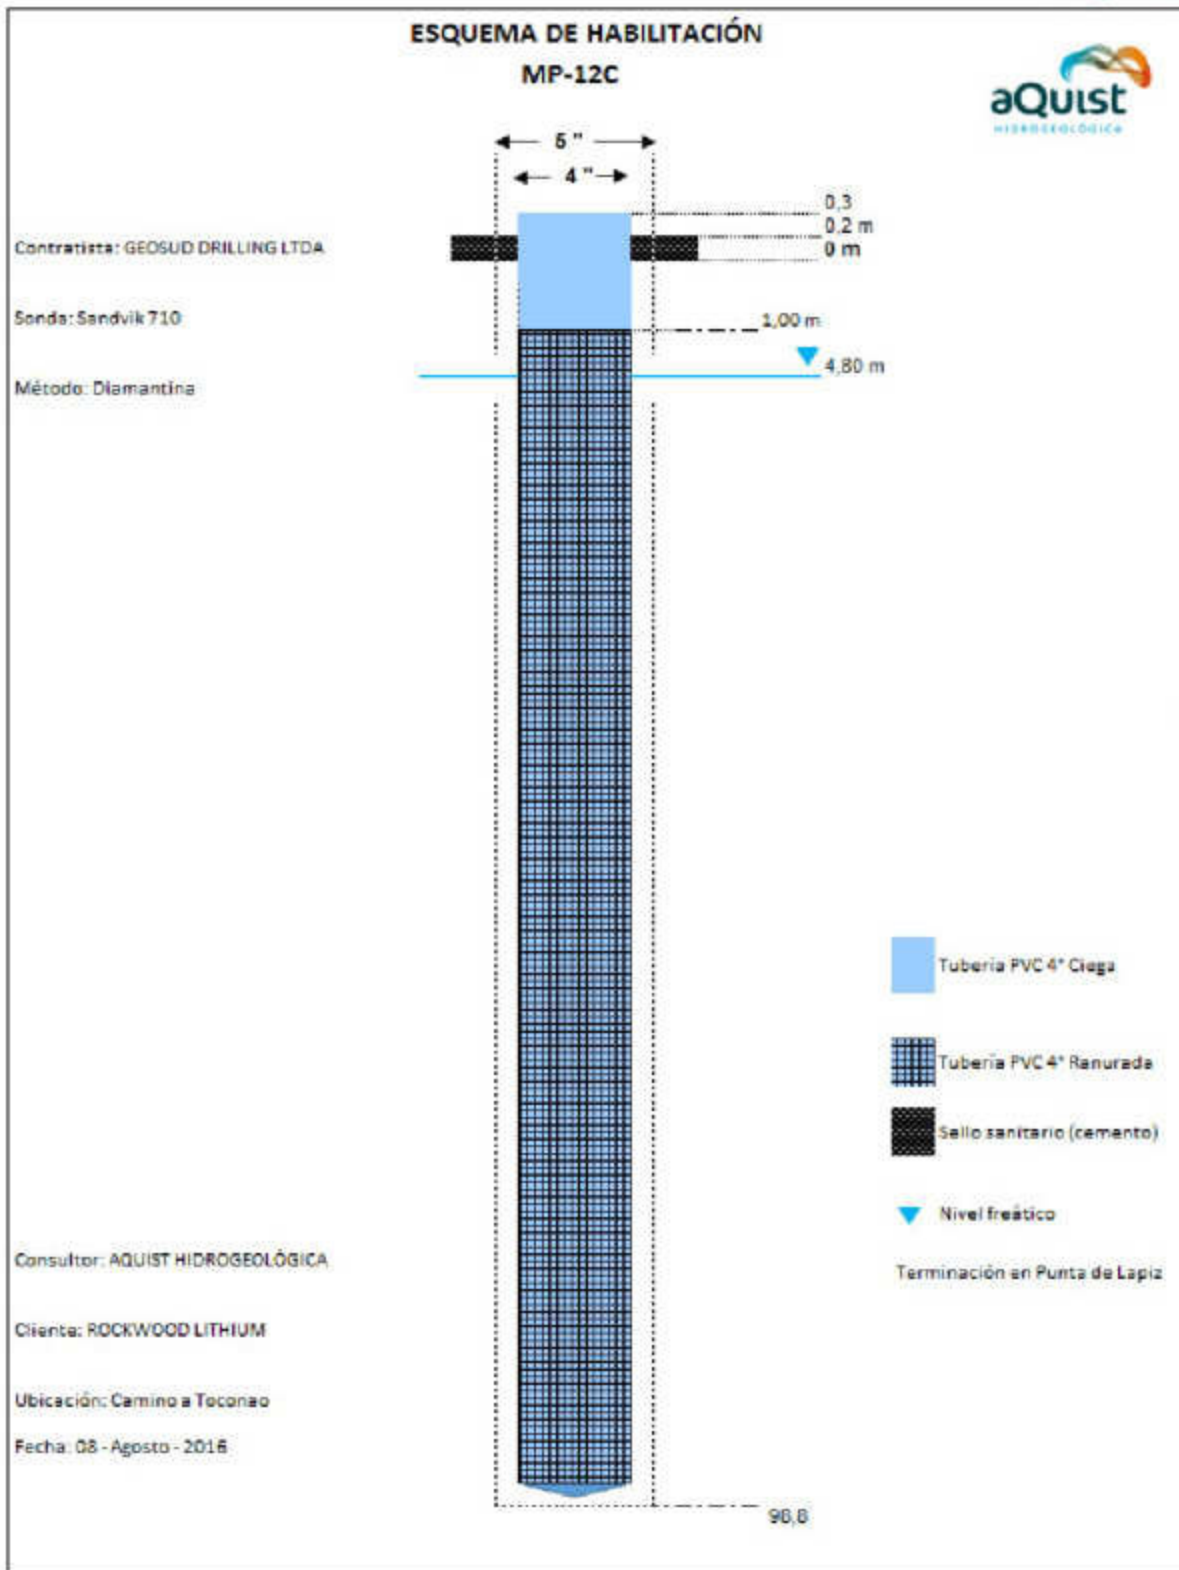 ESQUEMA DE HABILITACIÓN
MP-12C
aQuist
HIDROGEOLÓGICA
5 "
4 "
0,3
0,2 m
0 m
Contratista: GEOSUD DRILLING LTDA
Sonda: Sandvik 710
1,00 m
4,80 m
Método: Diamantina
Tubería PVC 4" Ciega
Tubería PVC 4" Ranurada
Sello sanitario (cemento)
Nivel freático
Terminación en Punta de Lapiz
Consultor: AQUIST HIDROGEOLÓGICA
Cliente: ROCKWOOD LITHIUM
Ubicación: Camino a Toconao
Fecha: 08 - Agosto - 2016
98,8